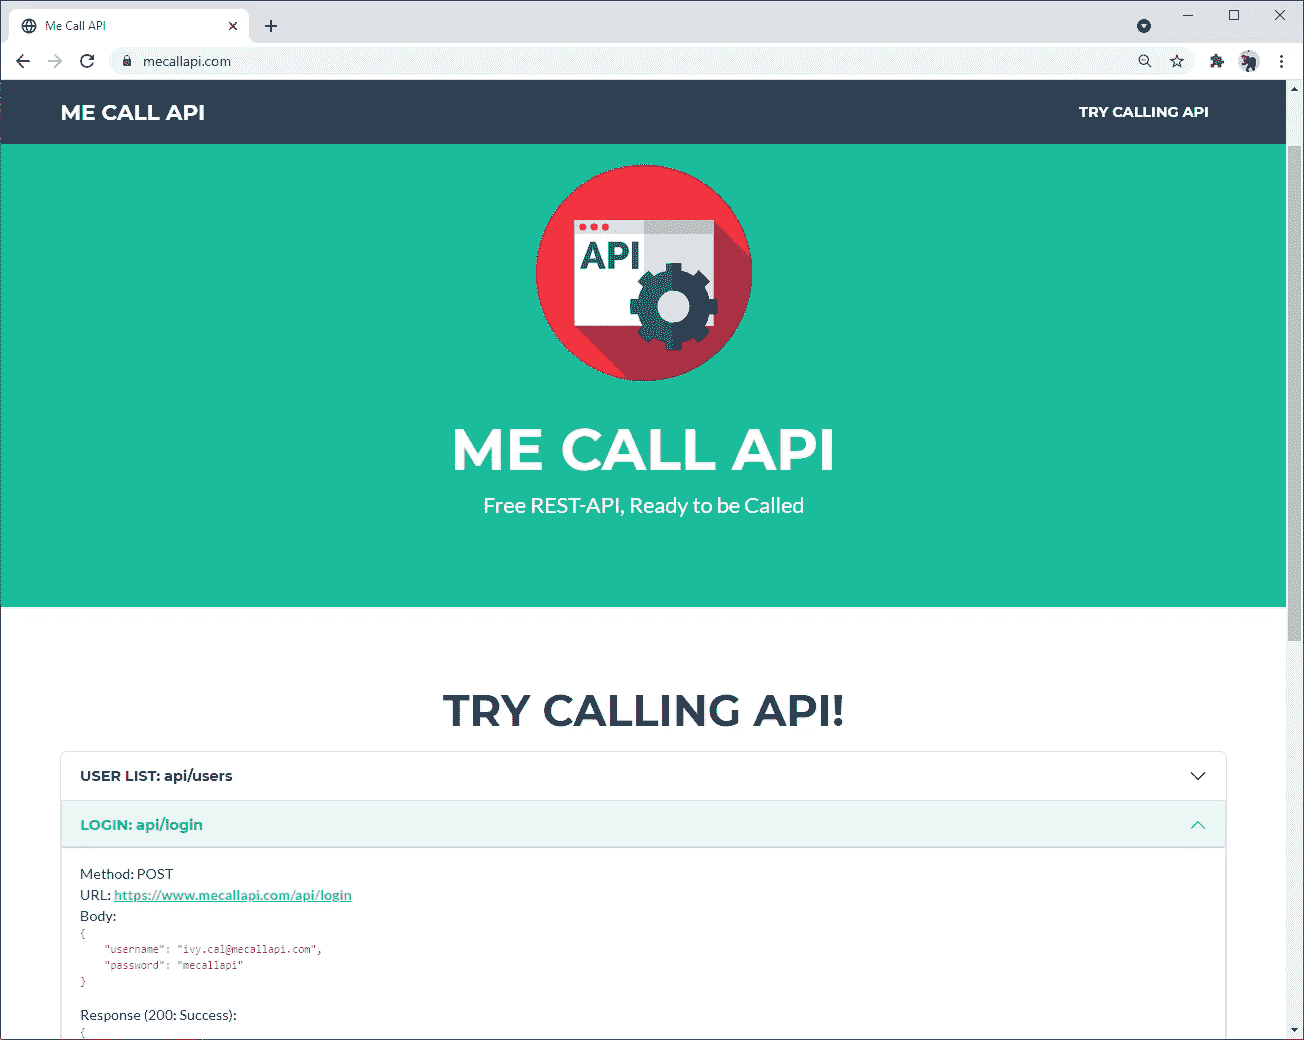 Me Call API
mecallapi.com
ME CALL API
TRY CALLING API
API
ME CALL API
Free REST-API, Ready to be Called
TRY CALLING API!
USER LIST: api/users
LOGIN: api/login
Method: POST
URL: https://www.mecallapi.com/api/login
Body:
{
"username": "ivy.cal@mecallapi.com",
"password": "mecallapi"
}
Response (200: Success):
{